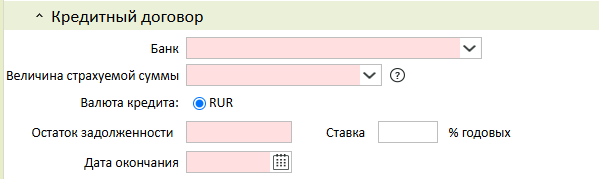 Кредитный договор
Банк
Величина страхуемой суммы ?
Валюта кредита: RUR
Остаток задолженности Ставка % годовых
Дата окончания